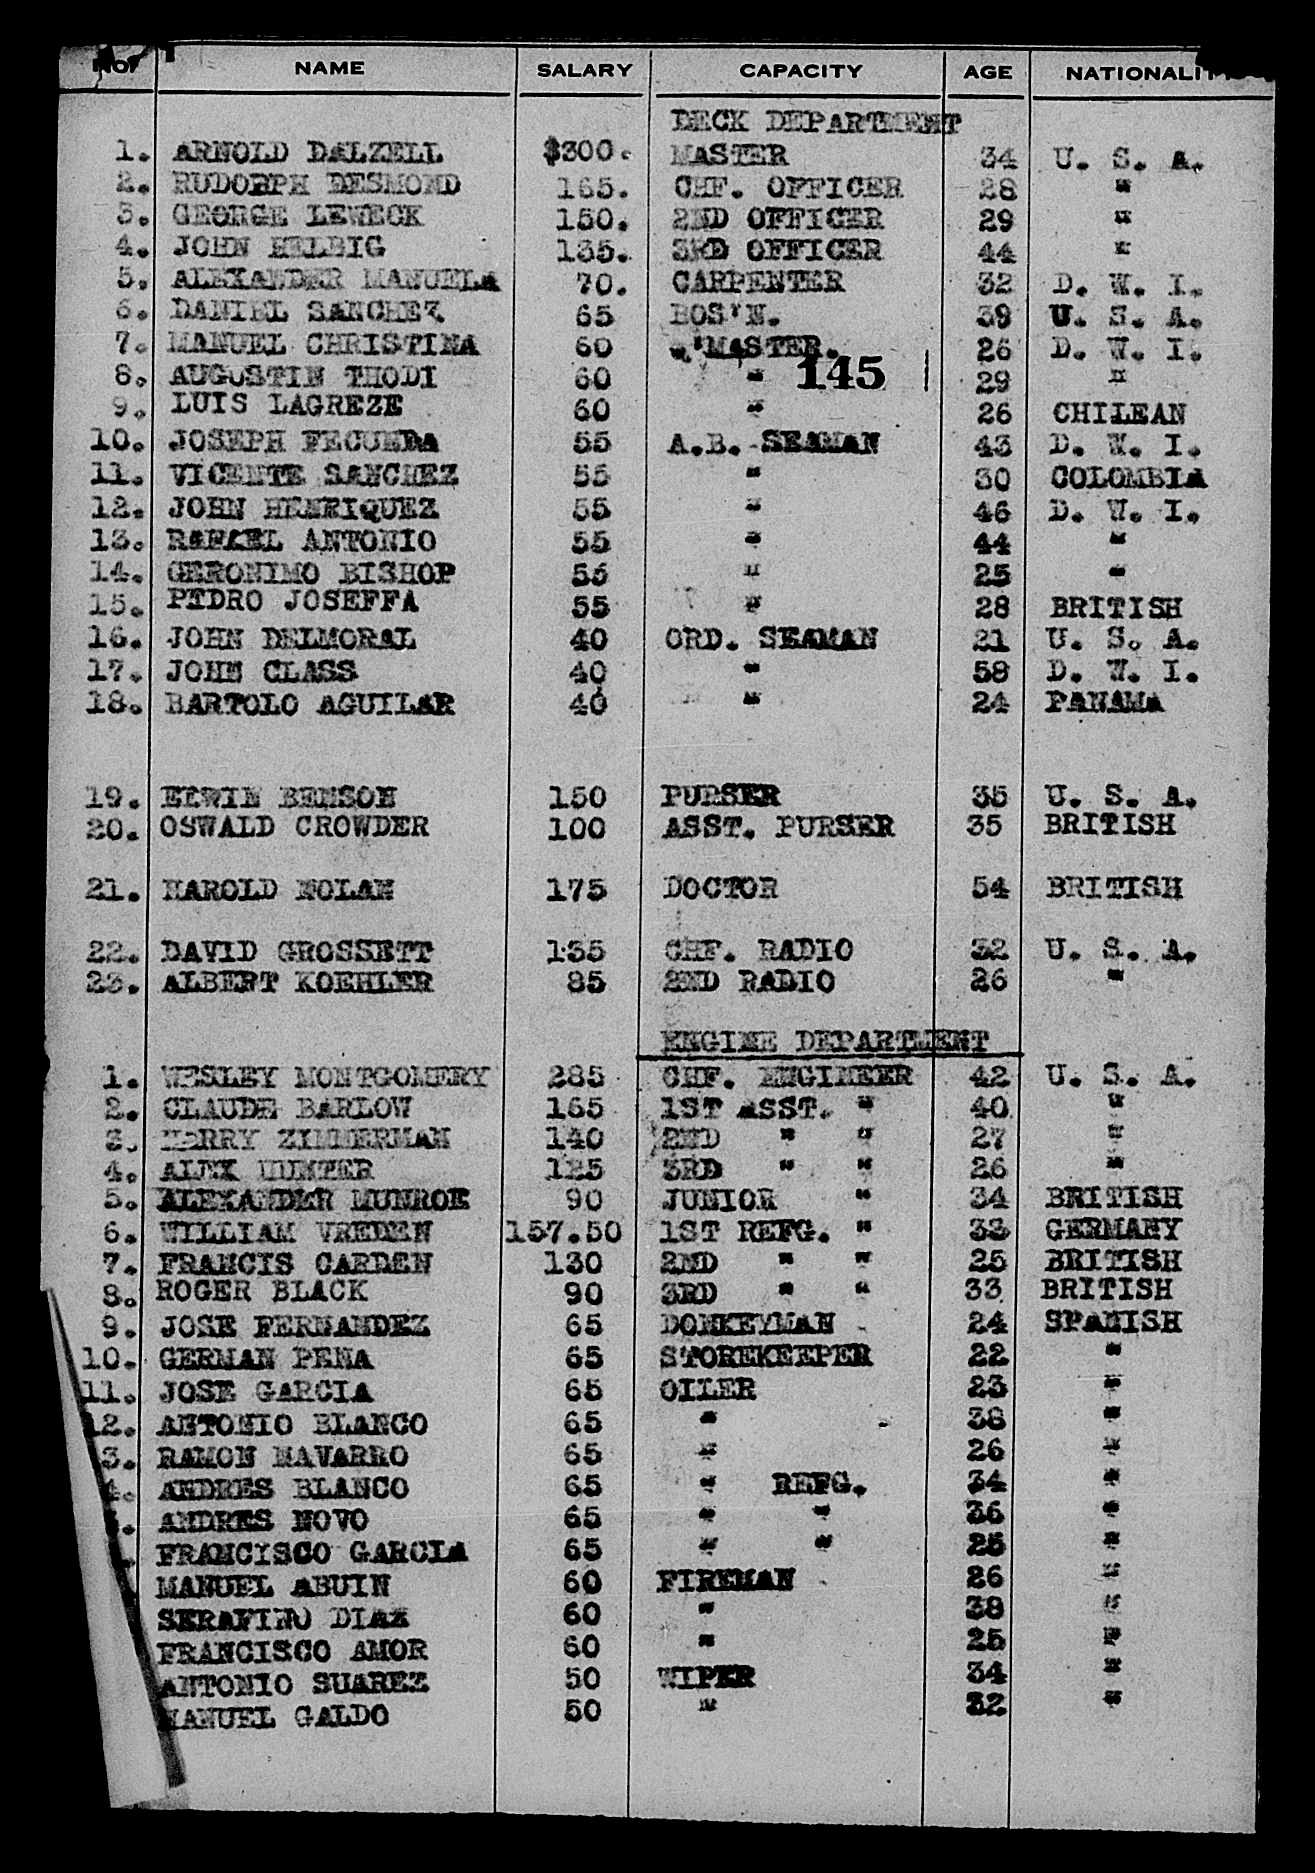 NO. NAME SALARY CAPACITY AGE NATIONALITY
DECK DEPARTMENT
1. ARNOLD DALZELL $300. MASTER 34 U. S. A.
2. RUDORPH DESMOND 165. CHF. OFFICER 28 "
3. GEORGE LEWECK 150. 2ND OFFICER 29 "
4. JOHN HELBIG 135. 3RD OFFICER 44 "
5. ALEXANDER MANUELA 70. CARPENTER 32 D. W. I.
6. DANIEL SANCHEZ 65 BOS'N. 39 U. S. A.
7. MANUEL CHRISTINA 60 Q'MASTER. 26 D. W. I.
145
8. AUGUSTIN THODI 60 " 29 "
9. LUIS LAGREZE 60 " 26 CHILEAN
10. JOSEPH 55 A.B. SEAMAN 43 D. W. I.
11. VICENTE SANCHEZ 55 " 30 COLOMBIA
12. JOHN HENRIQUEZ 55 " 46 D. W. I.
13. RAFAEL ANTONIO 55 " 44 "
14. GERONIMO BISHOP 55 " 25 "
15. PEDRO JOSEFFA 55 " 28 BRITISH
16. JOHN DELMORAL 40 ORD. SEAMAN 21 U. S. A.
17. JOHN CLASS 40 " 58 D. W. I.
18. BARTOLO AGUILAR 40 " 24 PANAMA
19. EDWIN BENSON 150 PURSER 35 U. S. A.
20. OSWALD CROWDER 100 ASST. PURSER 35 BRITISH
21. HAROLD NOLAN 175 DOCTOR 54 BRITISH
22. DAVID GROSSETT 135 CHF. RADIO 32 U. S. A.
23. ALBERT KOEHLER 85 2ND RADIO 26 "
ENGINE DEPARTMENT
1. WESLEY MONTGOMERY 285 CHF. ENGINEER 42 U. S. A.
2. CLAUDE BARLOW 165 1ST ASST. " 40 "
3. HARRY ZIMMERMAN 140 2ND " " 27 "
4. ALEX HUNTER 125 3RD " " 26 "
5. ALEXANDER MUNROE 90 JUNIOR " 34 BRITISH
6. WILLIAM VREDEN 157.50 1ST REFG. " 33 GERMANY
7. FRANCIS CARDEN 130 2ND " " 25 BRITISH
8. ROGER BLACK 90 3RD " " 33 BRITISH
9. JOSE FERNANDEZ 65 DONKEYMAN 24 SPANISH
10. GERMAN PENA 65 STOREKEEPER 22 "
11. JOSE GARCIA 65 OILER 23 "
12. ANTONIO BLANCO 65 " 38 "
3. RAMON NAVARRO 65 " 26 "
4. ANDRES BLANCO 65 " REFG. 34 "
ANDRES NOVO 65 " " 36 "
FRANCISCO GARCIA 65 " " 25 "
MANUEL ABUIN 60 FIREMAN 26 "
SERAFINO DIAZ 60 " 38 "
FRANCISCO AMOR 60 " 25 "
ANTONIO SUAREZ 50 WIPER 34 "
MANUEL GALDO 50 " 32 "